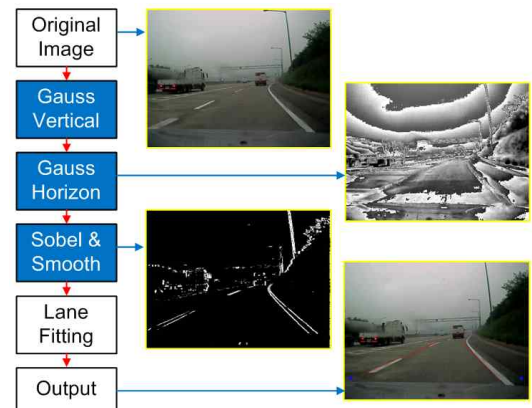 Original
Image
Gauss
Vertical
Gauss
Horizon
Sobel &
Smooth
Lane
Fitting
Output